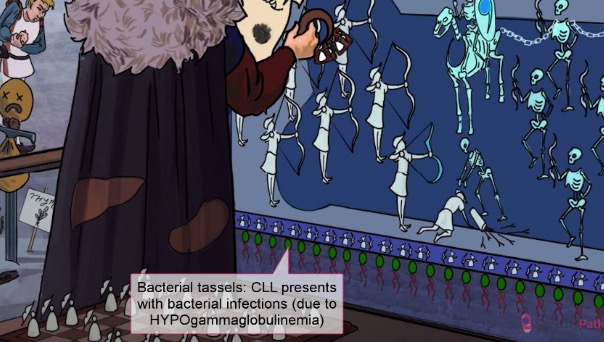 Bacterial tassels: CLL presents
with bacterial infections (due to
HYPOgammaglobulinemia)